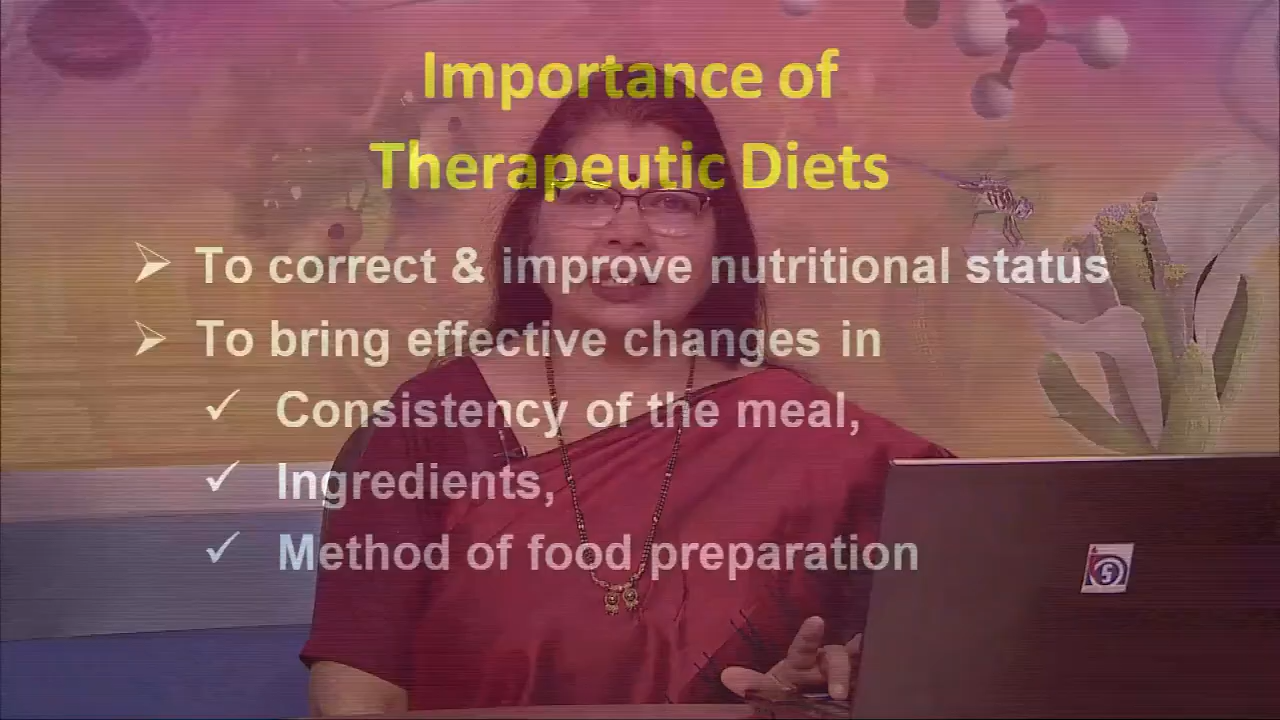 Importance of
Therapeutic Diets
To correct & improve nutritional status
To bring effective changes in
Consistency of the meal,
Ingredients,
Method of food preparation